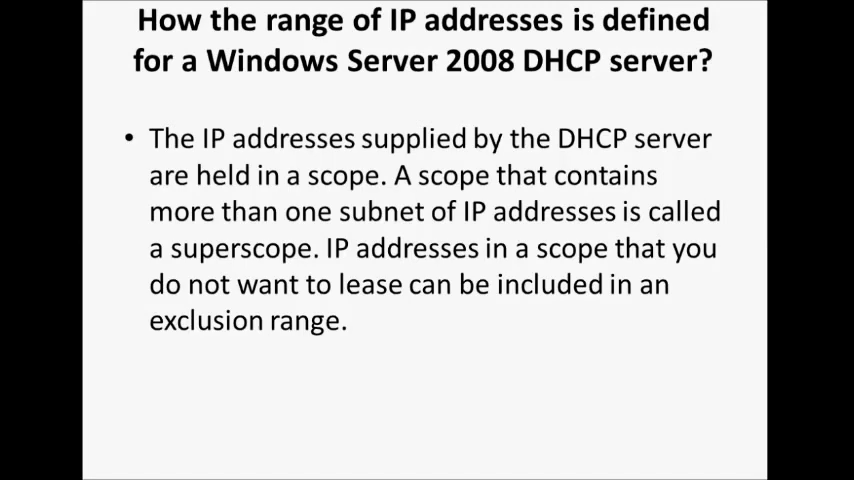 How the range of IP addresses is defined
for a Windows Server 2008 DHCP server?
• The IP addresses supplied by the DHCP server
are held in a scope. A scope that contains
more than one subnet of IP addresses is called
a superscope. IP addresses in a scope that you
do not want to lease can be included in an
exclusion range.